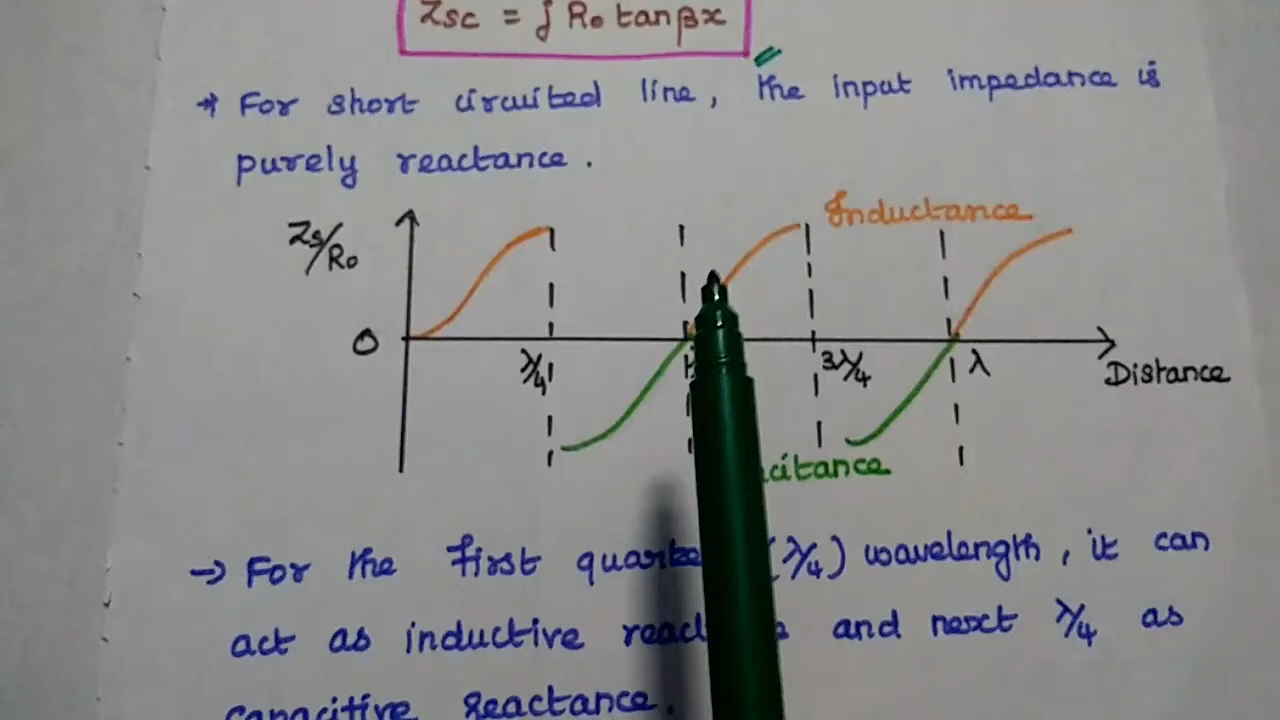 Zsc = j R₀ tan βx
* For short circuited line, the input impedance is
purely reactance.
Zs/R₀
Inductance
0
λ/4
3λ/4
λ
Distance
citance
→ For the first quarte (λ/4) wavelength, it can
act as inductive reac and next λ/4 as
capacitive reactance.